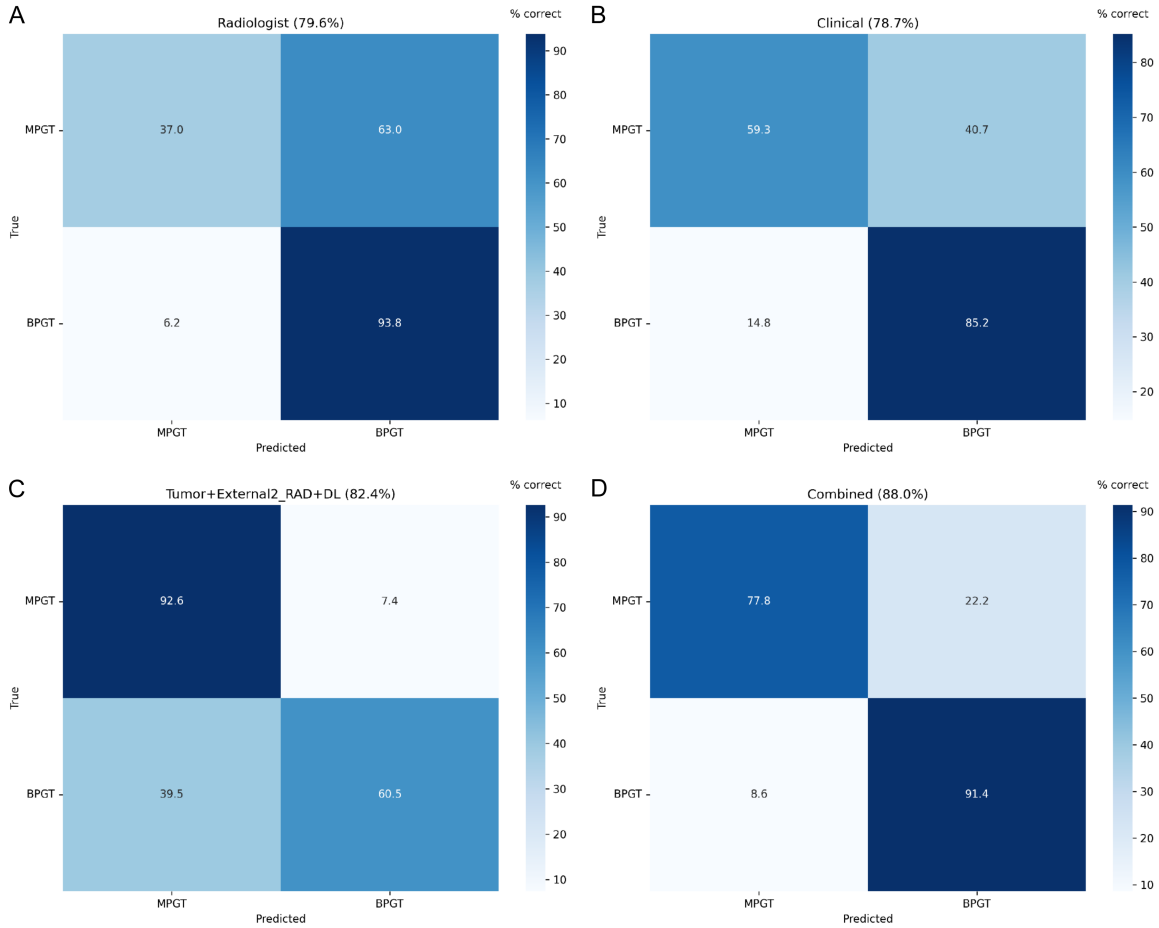 A
Radiologist (79.6%)
% correct
MPGT
37.0
63.0
BPGT
6.2
93.8
True
MPGT
BPGT
Predicted
90
80
70
60
50
40
30
20
10
B
Clinical (78.7%)
% correct
MPGT
59.3
40.7
BPGT
14.8
85.2
True
MPGT
BPGT
Predicted
80
70
60
50
40
30
20
C
Tumor+External2_RAD+DL (82.4%)
% correct
MPGT
92.6
7.4
BPGT
39.5
60.5
True
MPGT
BPGT
Predicted
90
80
70
60
50
40
30
20
10
D
Combined (88.0%)
% correct
MPGT
77.8
22.2
BPGT
8.6
91.4
True
MPGT
BPGT
Predicted
90
80
70
60
50
40
30
20
10